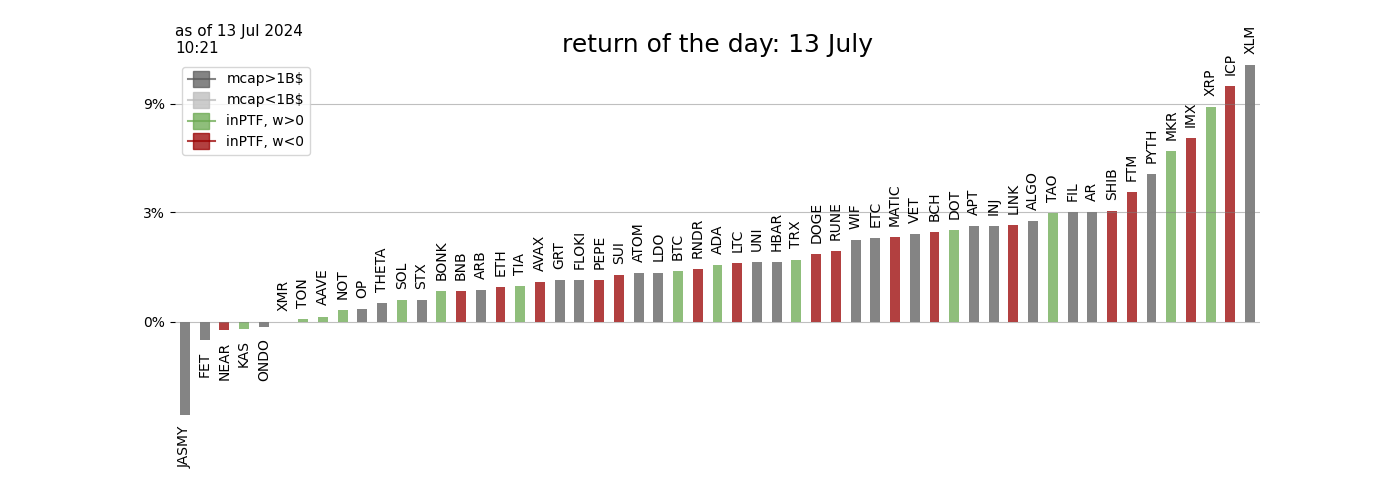 as of 13 Jul 2024
10:21
return of the day: 13 July
mcap>1B$
mcap<1B$
inPTF, w>0
inPTF, w<0
9%
3%
0%
JASMY
FET
NEAR
KAS
ONDO
XMR
TON
AAVE
NOT
OP
THETA
SOL
STX
BONK
BNB
ARB
ETH
TIA
AVAX
GRT
FLOKI
PEPE
SUI
ATOM
LDO
BTC
RNDR
ADA
LTC
UNI
HBAR
TRX
DOGE
RUNE
WIF
ETC
MATIC
VET
BCH
DOT
APT
INJ
LINK
ALGO
TAO
FIL
AR
SHIB
FTM
PYTH
MKR
IMX
XRP
ICP
XLM